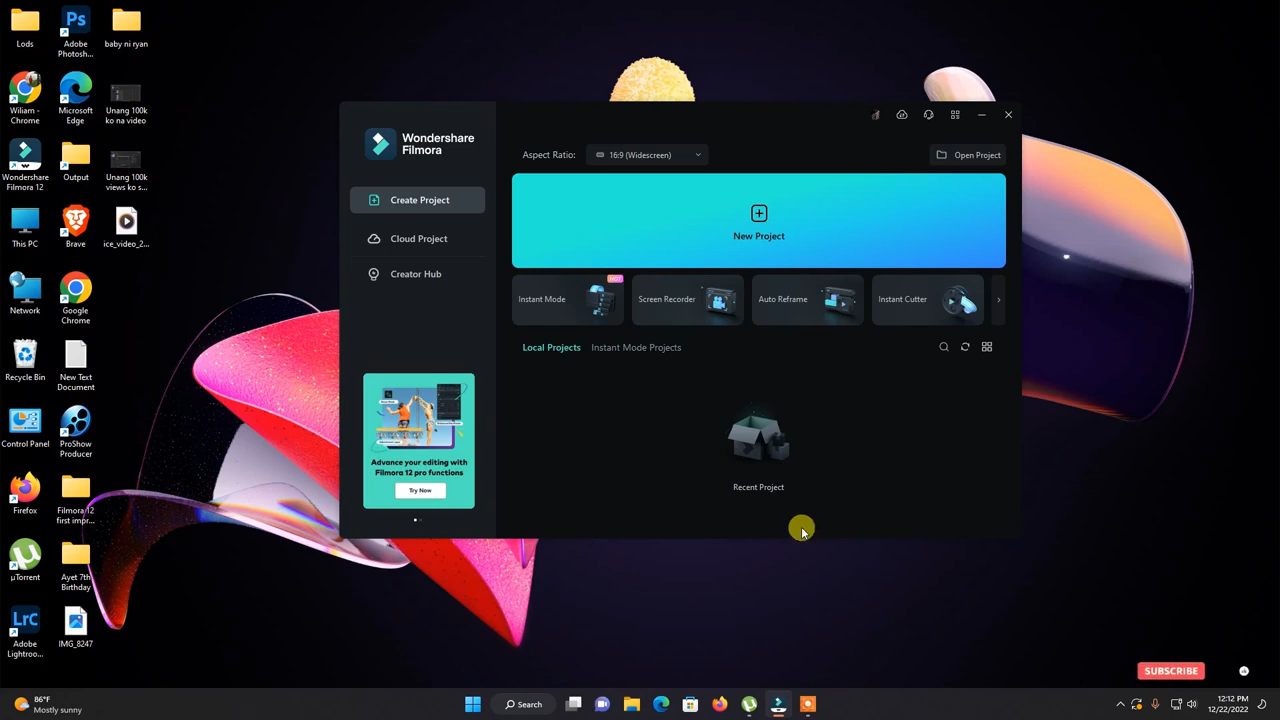 Lods
Adobe
Photosh...
baby ni ryan
Wiliam -
Chrome
Microsoft
Edge
Unang 100k
ko na video
Wondershare
Filmora 12
Output
Unang 100k
views ko s...
This PC
Brave
ice_video_2...
Network
Google
Chrome
Recycle Bin
New Text
Document
Control Panel
ProShow
Producer
Firefox
Filmora 12
first impr...
µTorrent
Ayet 7th
Birthday
Adobe
Lightroo...
IMG_8247
Ps
LrC
Wondershare
Filmora
Create Project
Cloud Project
Creator Hub
Advance your editing with
Filmora 12 pro functions
Try Now
Aspect Ratio:
16:9 (Widescreen)
Open Project
New Project
HOT
Instant Mode
Screen Recorder
Auto Reframe
Instant Cutter
Local Projects
Instant Mode Projects
Recent Project
SUBSCRIBE
86°F
Mostly sunny
Search
12:12 PM
12/22/2022